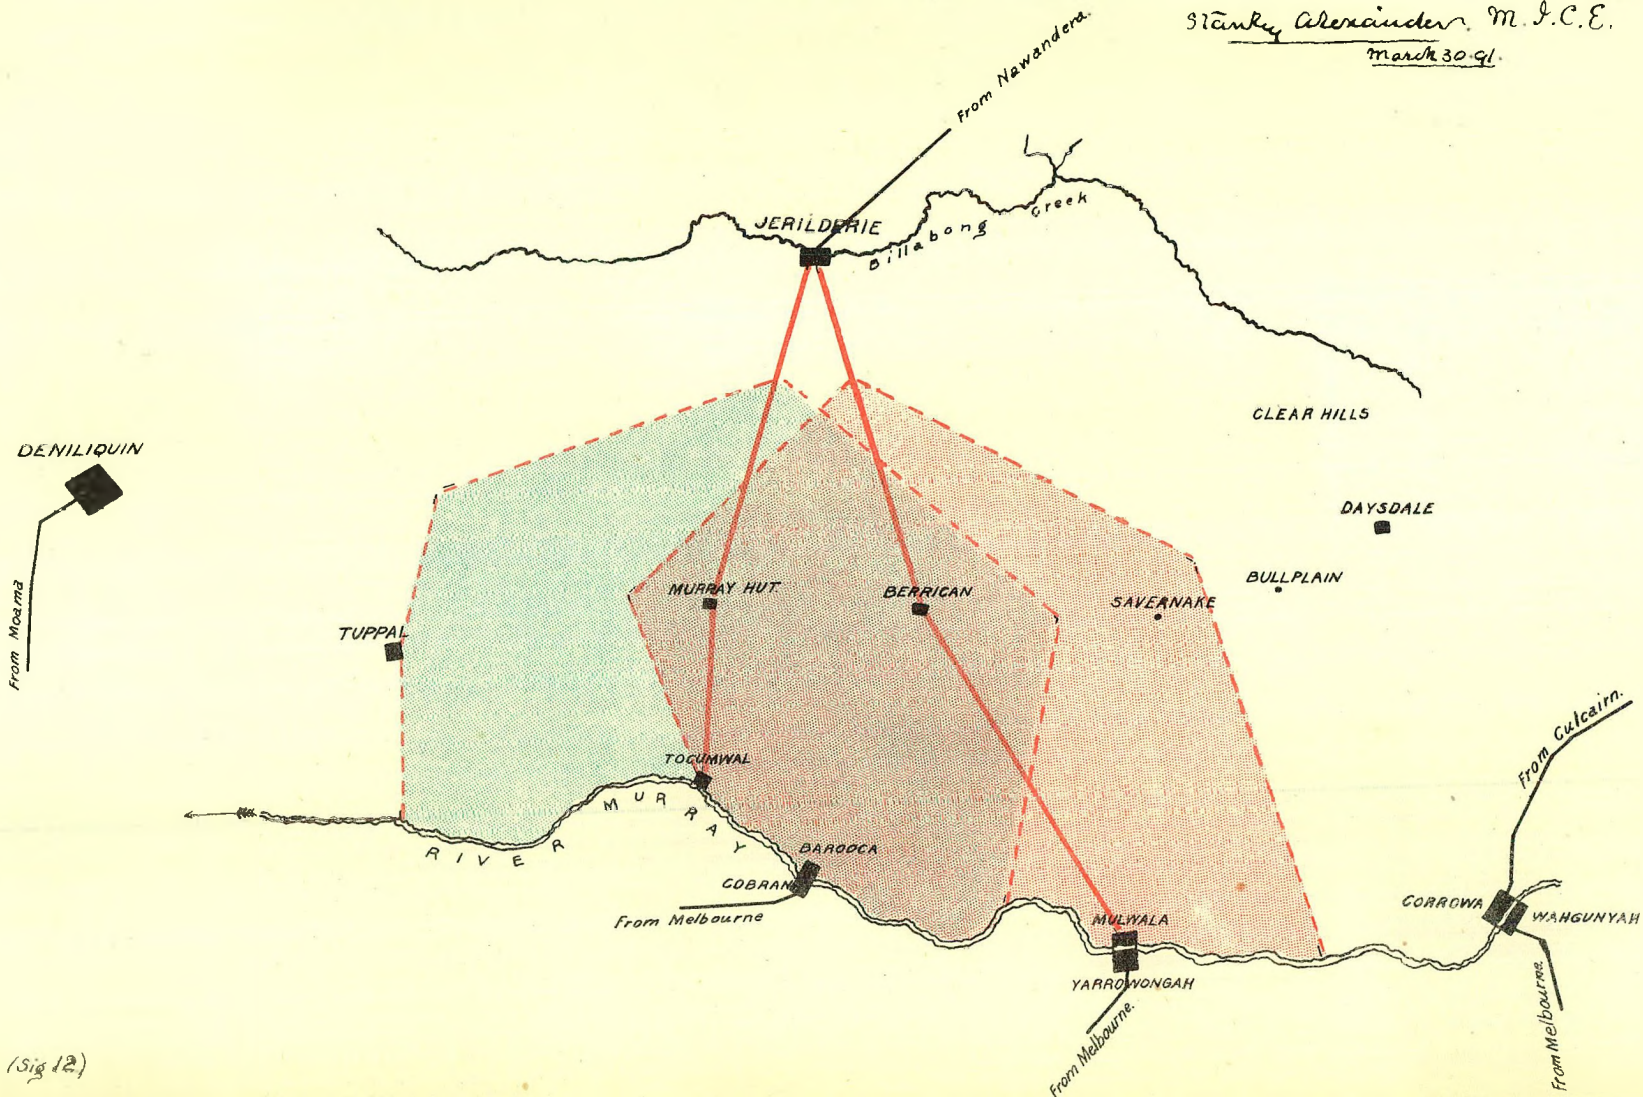 Stanley Alexander M.I.C.E.
March 30.91.
From Nawandera.
JERILDERIE
Billabong Creek
CLEAR HILLS
DENILIQUIN
DAYSDALE
BULLPLAIN
MURRAY HUT
BERRICAN
SAVERNAKE
From Moama
TUPPAL
From Culcairn.
TOCUMWAL
RIVER MURRAY
BAROOCA
COBRAN
From Melbourne
CORROWA
WAHGUNYAH
MULWALA
YARROWONGAH
From Melbourne.
From Melbourne.
(Sig 12)